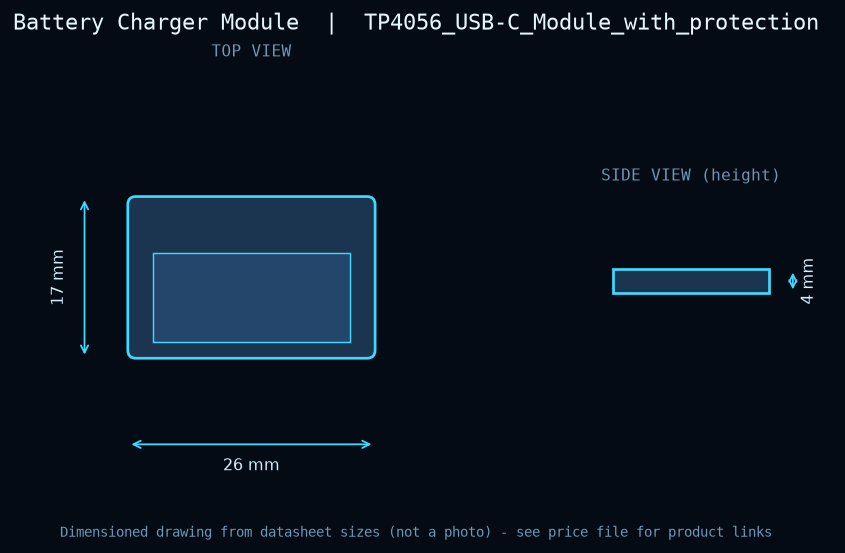 Battery Charger Module | TP4056_USB-C_Module_with_protection
TOP VIEW
SIDE VIEW (height)
17 mm
4 mm
26 mm
Dimensioned drawing from datasheet sizes (not a photo) - see price file for product links